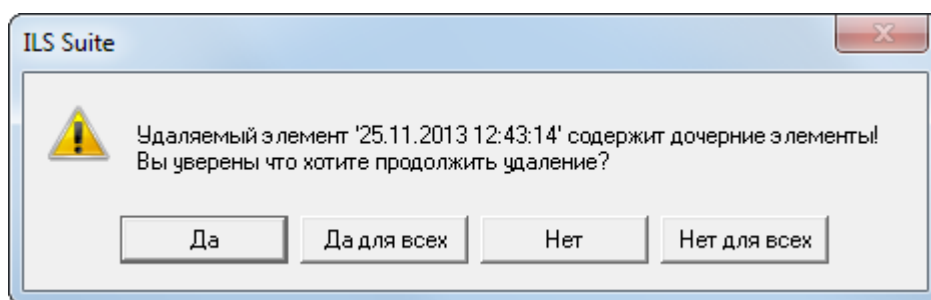 ILS Suite
Удаляемый элемент '25.11.2013 12:43:14' содержит дочерние элементы!
Вы уверены что хотите продолжить удаление?
Да Да для всех Нет Нет для всех